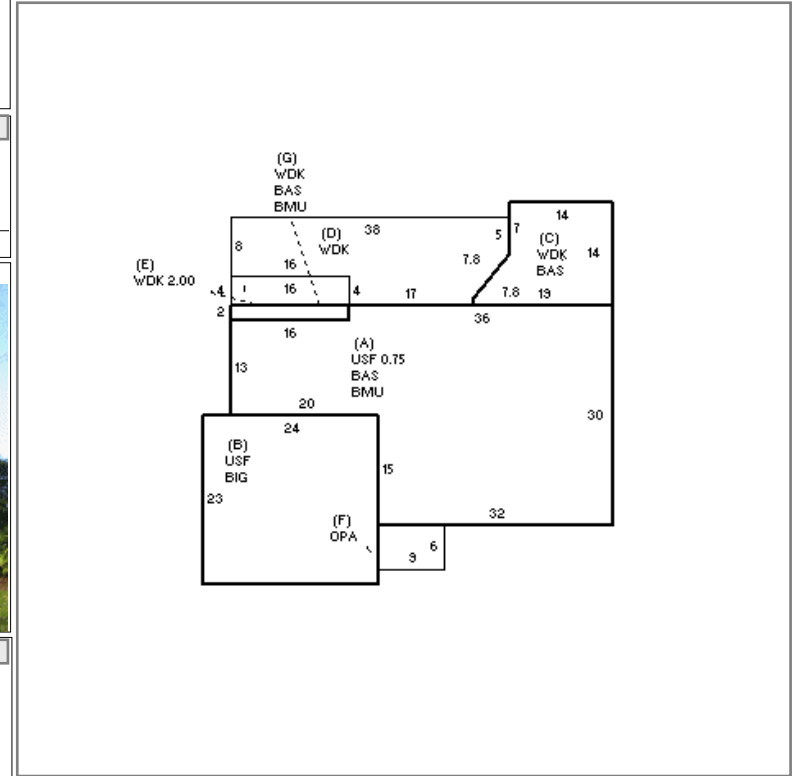 (G)
WDK
BAS
BMU
38
(D)
WDK
14
5
7
(C)
WDK
BAS
14
8
7.8
16
(E)
WDK 2.00
4
16
4
17
7.8
19
2
36
16
(A)
USF 0.75
BAS
BMU
13
20
30
24
(B)
USF
BIG
15
23
32
(F)
OPA
6
9